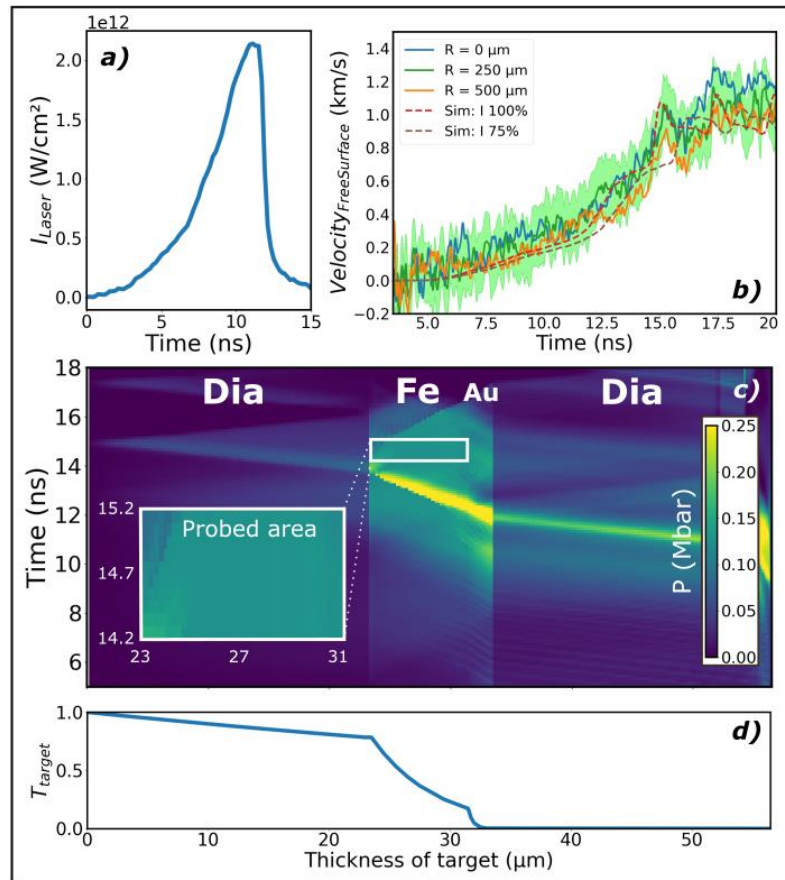 1e12
a)
2.0
1.5
1.0
0.5
0.0
I_Laser (W/cm²)
0
5
10
15
Time (ns)
1.4
1.2
1.0
0.8
0.6
0.4
0.2
0.0
−0.2
Velocity_FreeSurface (km/s)
R = 0 μm
R = 250 μm
R = 500 μm
Sim: I 100%
Sim: I 75%
b)
5.0
7.5
10.0
12.5
15.0
17.5
20
Time (ns)
18
16
14
12
10
8
6
Time (ns)
Dia
Fe
Au
Dia
c)
15.2
14.7
14.2
Probed area
23
27
31
P (Mbar)
0.25
0.20
0.15
0.10
0.05
0.00
1.0
0.5
0.0
T_target
d)
0
10
20
30
40
50
Thickness of target (μm)